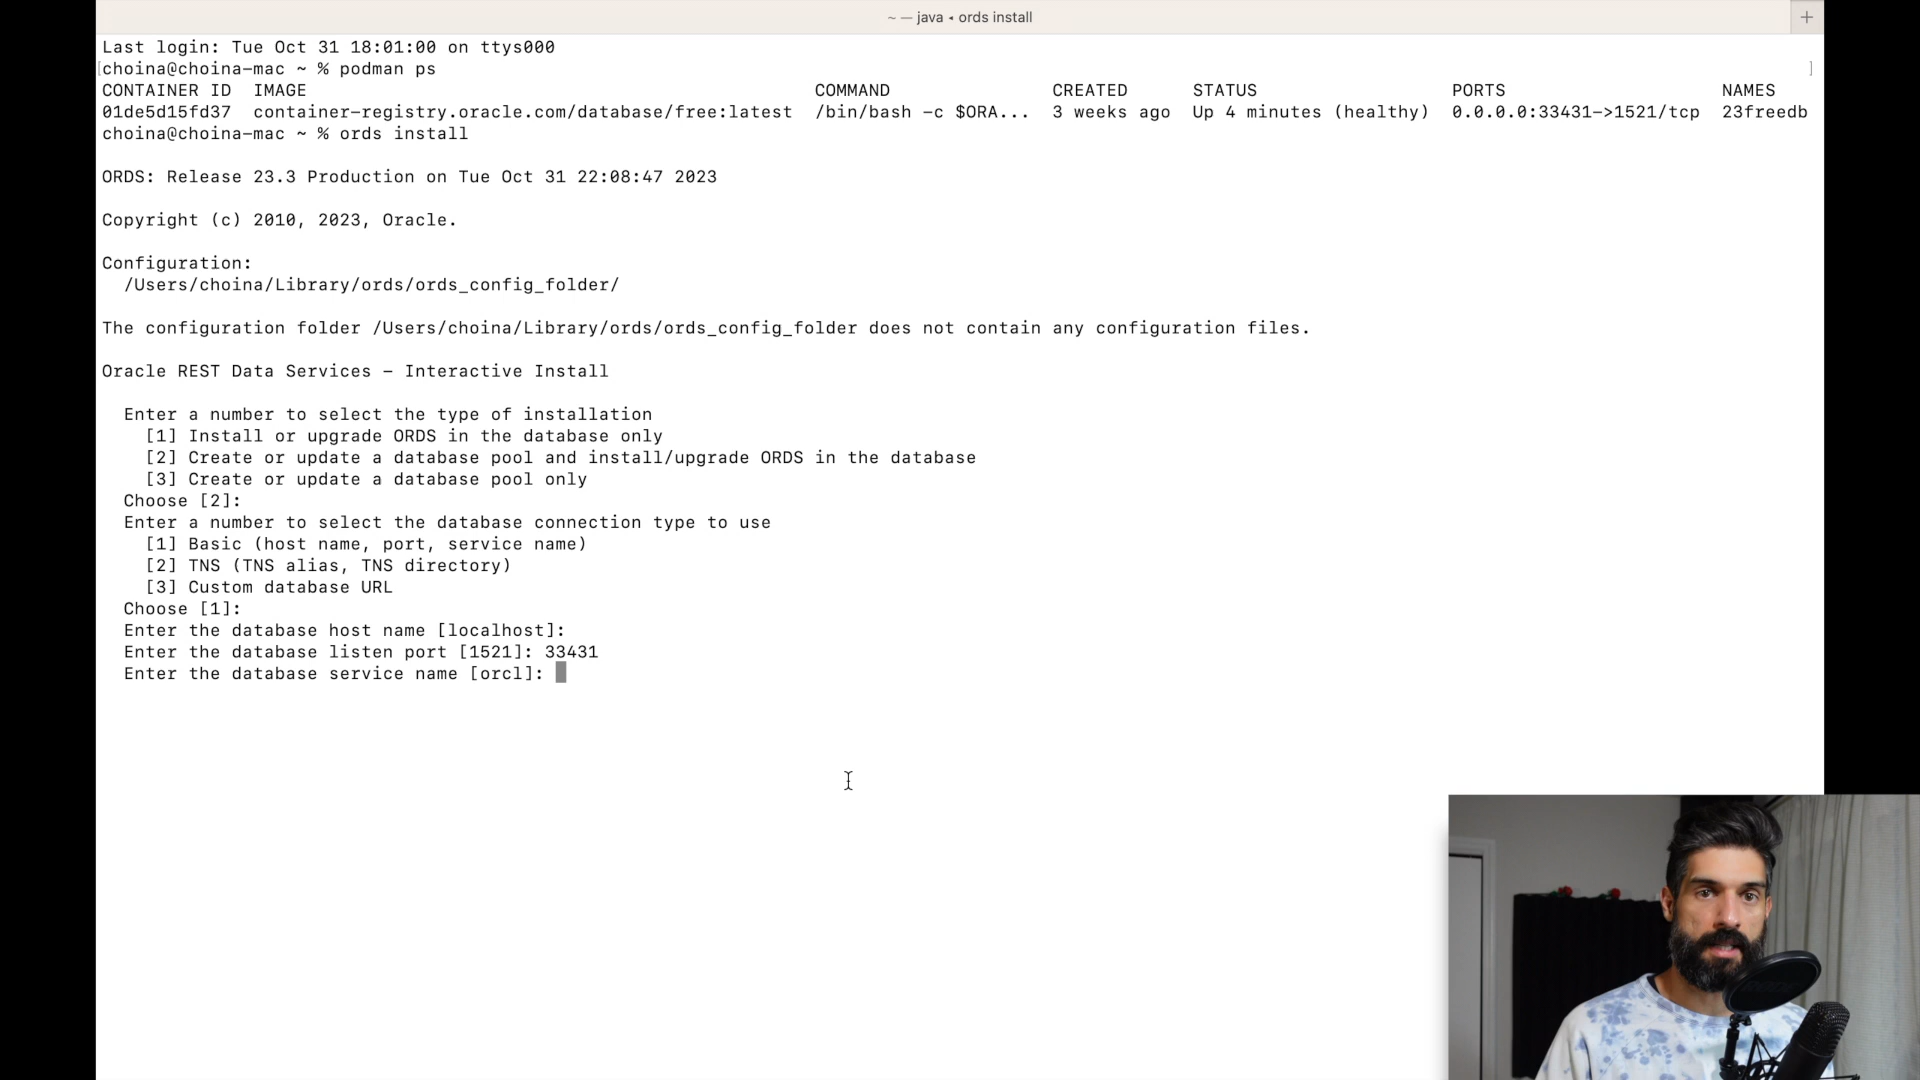 ~ — java ◂ ords install
Last login: Tue Oct 31 18:01:00 on ttys000
[choina@choina-mac ~ % podman ps ]
CONTAINER ID  IMAGE  COMMAND  CREATED  STATUS  PORTS  NAMES
01de5d15fd37  container-registry.oracle.com/database/free:latest  /bin/bash -c $ORA...  3 weeks ago  Up 4 minutes (healthy)  0.0.0.0:33431->1521/tcp  23freedb
choina@choina-mac ~ % ords install
ORDS: Release 23.3 Production on Tue Oct 31 22:08:47 2023
Copyright (c) 2010, 2023, Oracle.
Configuration:
/Users/choina/Library/ords/ords_config_folder/
The configuration folder /Users/choina/Library/ords/ords_config_folder does not contain any configuration files.
Oracle REST Data Services - Interactive Install
Enter a number to select the type of installation
[1] Install or upgrade ORDS in the database only
[2] Create or update a database pool and install/upgrade ORDS in the database
[3] Create or update a database pool only
Choose [2]:
Enter a number to select the database connection type to use
[1] Basic (host name, port, service name)
[2] TNS (TNS alias, TNS directory)
[3] Custom database URL
Choose [1]:
Enter the database host name [localhost]:
Enter the database listen port [1521]: 33431
Enter the database service name [orcl]: